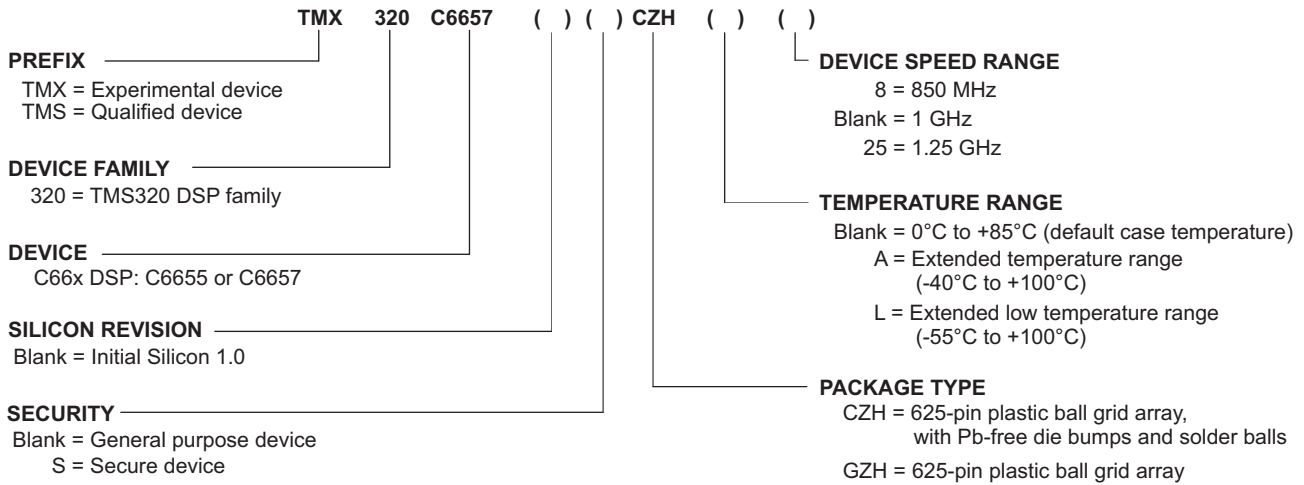 TMX 320 C6657 ( ) ( ) CZH ( ) ( )
PREFIX
TMX = Experimental device
TMS = Qualified device
DEVICE FAMILY
320 = TMS320 DSP family
DEVICE
C66x DSP: C6655 or C6657
SILICON REVISION
Blank = Initial Silicon 1.0
SECURITY
Blank = General purpose device
S = Secure device
DEVICE SPEED RANGE
8 = 850 MHz
Blank = 1 GHz
25 = 1.25 GHz
TEMPERATURE RANGE
Blank = 0°C to +85°C (default case temperature)
A = Extended temperature range
(-40°C to +100°C)
L = Extended low temperature range
(-55°C to +100°C)
PACKAGE TYPE
CZH = 625-pin plastic ball grid array,
with Pb-free die bumps and solder balls
GZH = 625-pin plastic ball grid array